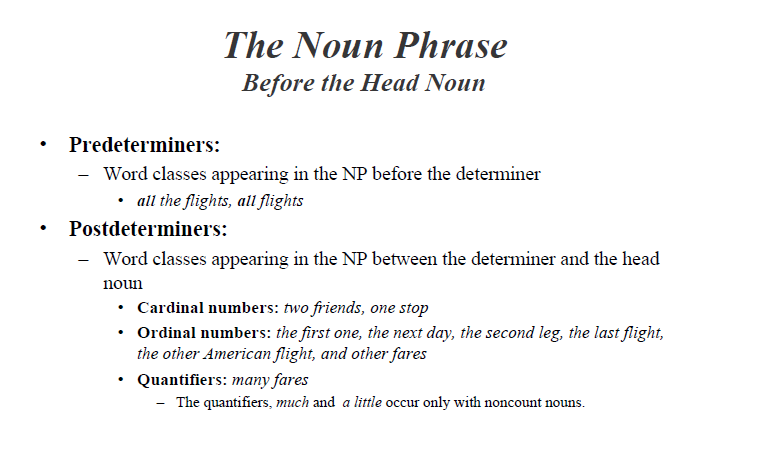 The Noun Phrase
Before the Head Noun
• Predeterminers:
– Word classes appearing in the NP before the determiner
• all the flights, all flights
• Postdeterminers:
– Word classes appearing in the NP between the determiner and the head
noun
• Cardinal numbers: two friends, one stop
• Ordinal numbers: the first one, the next day, the second leg, the last flight,
the other American flight, and other fares
• Quantifiers: many fares
– The quantifiers, much and a little occur only with noncount nouns.